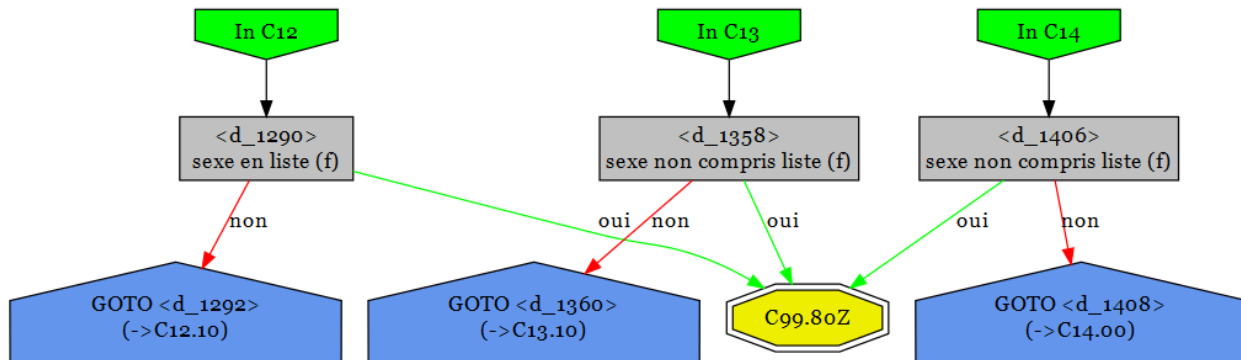 In C12
In C13
In C14
<d_1290>
sexe en liste (f)
<d_1358>
sexe non compris liste (f)
<d_1406>
sexe non compris liste (f)
non
oui
non
oui
oui
non
GOTO <d_1292>
(->C12.10)
GOTO <d_1360>
(->C13.10)
C99.80Z
GOTO <d_1408>
(->C14.00)